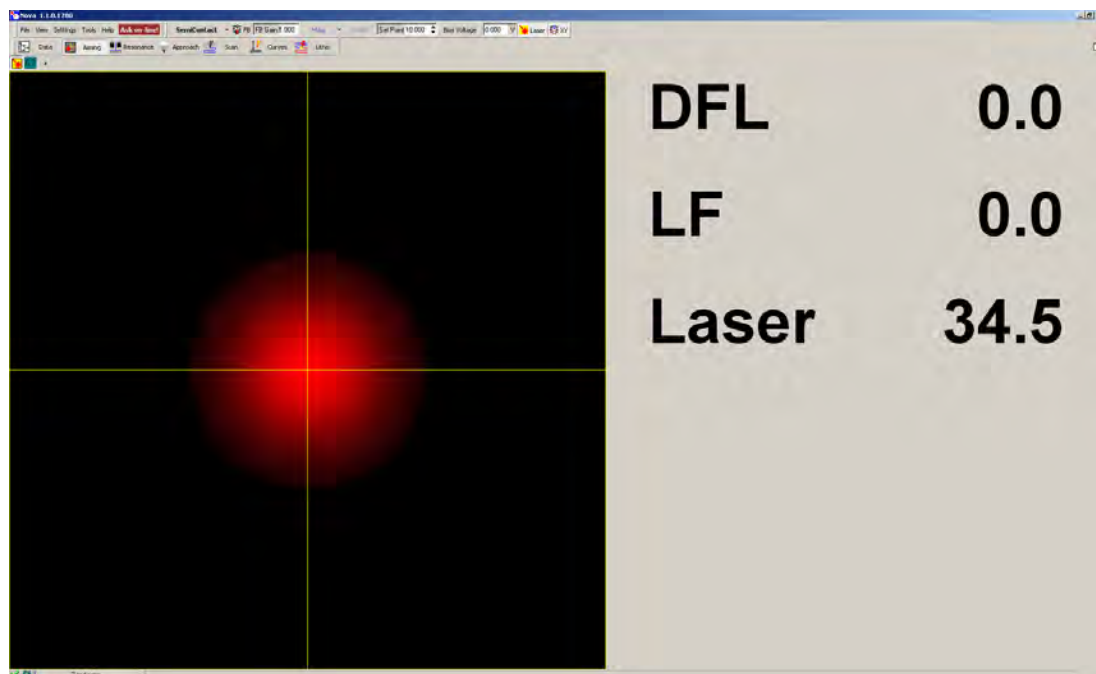 Nova 1.1.0.1780
File View Settings Tools Help Ask on-line! SemiContact FB FB Gain 1.000 Set Point 10.000 Bias Voltage 0.000 V Laser XV
Data Aiming Resonance Approach Scan Curves Litho
DFL 0.0
LF 0.0
Laser 34.5